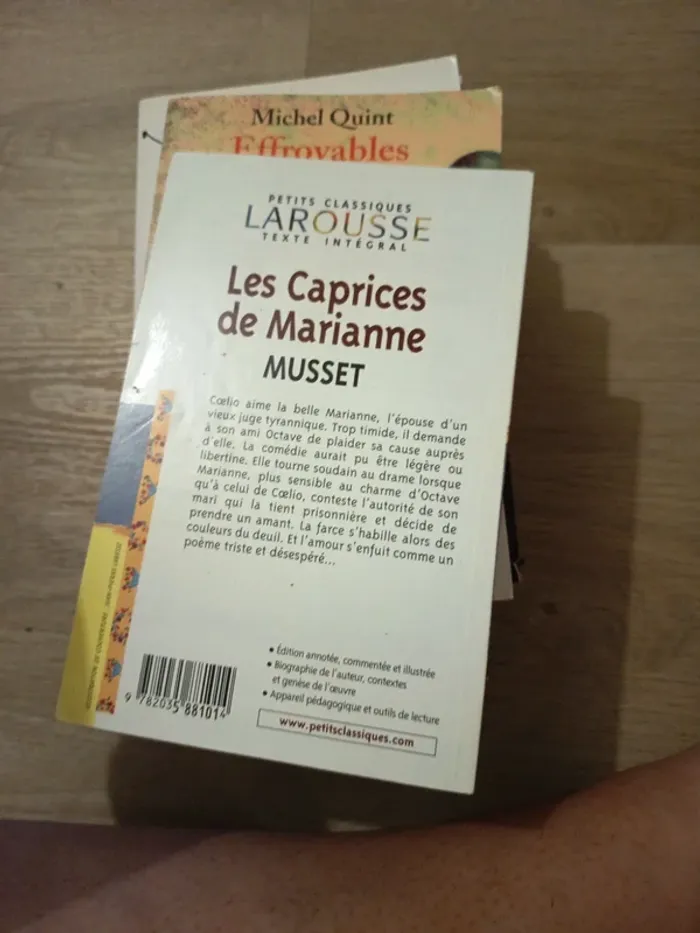 Michel Quint
Effroyables
PETITS CLASSIQUES
LAROUSSE
TEXTE INTÉGRAL
Les Caprices
de Marianne
MUSSET
Cœlio aime la belle Marianne, l'épouse d'un
vieux juge tyrannique. Trop timide, il demande
à son ami Octave de plaider sa cause auprès
d'elle. La comédie aurait pu être légère ou
libertine. Elle tourne soudain au drame lorsque
Marianne, plus sensible au charme d'Octave
qu'à celui de Cœlio, conteste l'autorité de son
mari qui la tient prisonnière et décide de
prendre un amant. La farce s'habille alors des
couleurs du deuil. Et l'amour s'enfuit comme un
poème triste et désespéré...
• Édition annotée, commentée et illustrée
• Biographie de l'auteur, contextes
et genèse de l'œuvre
• Appareil pédagogique et outils de lecture
www.petitsclassiques.com
9 782035 881014